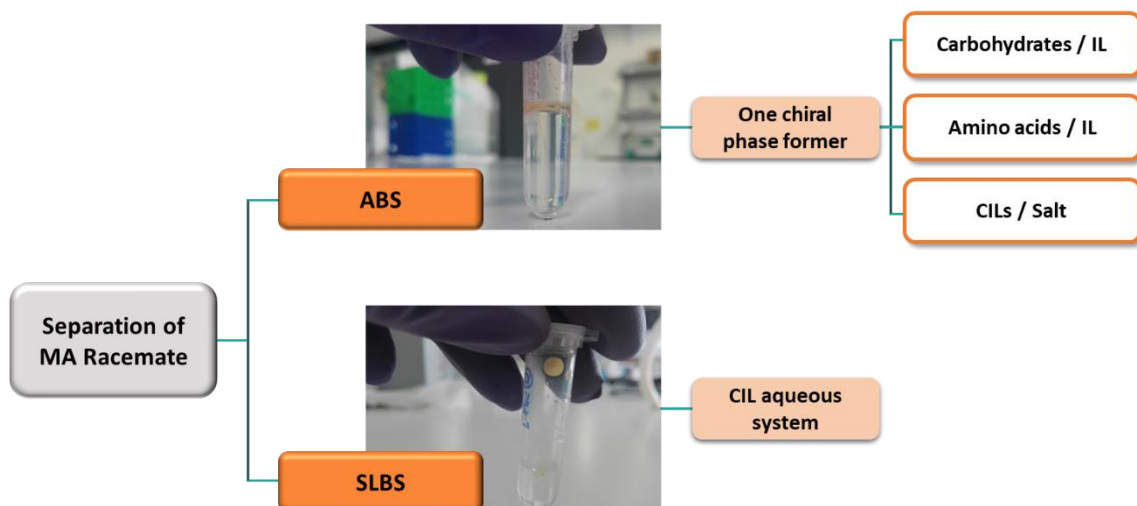 Separation of
MA Racemate
ABS
One chiral
phase former
Carbohydrates / IL
Amino acids / IL
CILs / Salt
SLBS
CIL aqueous
system